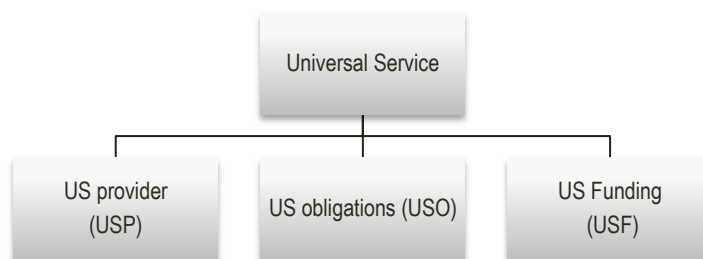 Universal Service
US provider
(USP)
US obligations (USO)
US Funding
(USF)